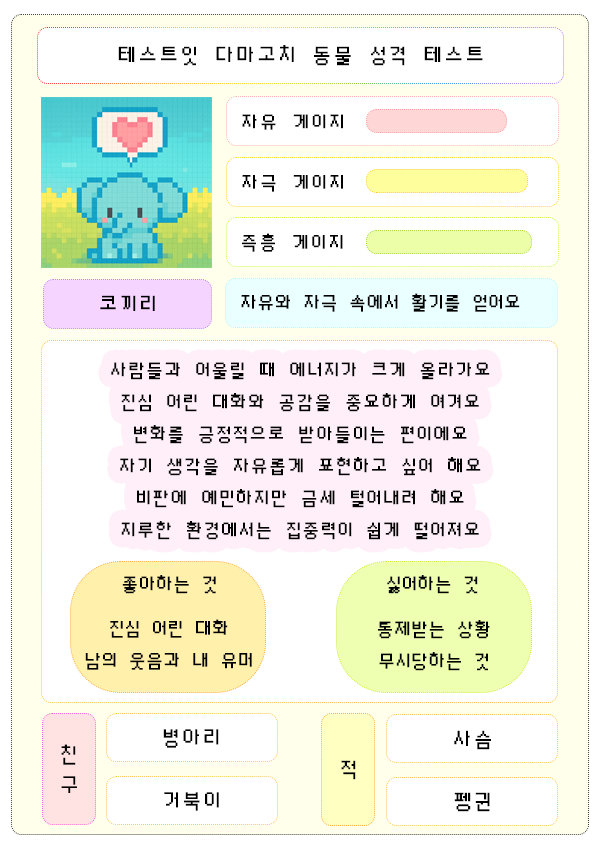 테스트잇 다마고치 동물 성격 테스트
자유 게이지
자극 게이지
즉흥 게이지
코끼리
자유와 자극 속에서 활기를 얻어요
사람들과 어울릴 때 에너지가 크게 올라가요
진심 어린 대화와 공감을 중요하게 여겨요
변화를 긍정적으로 받아들이는 편이에요
자기 생각을 자유롭게 표현하고 싶어 해요
비판에 예민하지만 금세 털어내려 해요
지루한 환경에서는 집중력이 쉽게 떨어져요
좋아하는 것
진심 어린 대화
남의 웃음과 내 유머
싫어하는 것
통제받는 상황
무시당하는 것
친구
병아리
거북이
적
사슴
펭귄